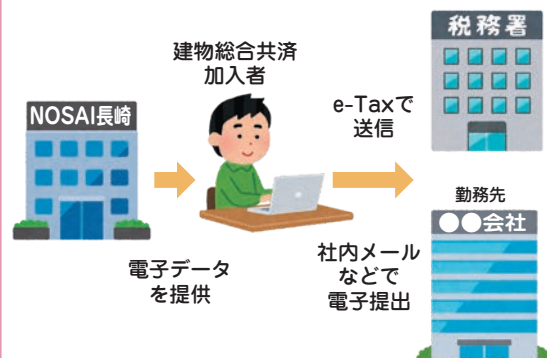 建物総合共済
加入者
税務署
NOSAI長崎
e-Taxで
送信
勤務先
●●会社
電子データ
を提供
社内メール
などで
電子提出